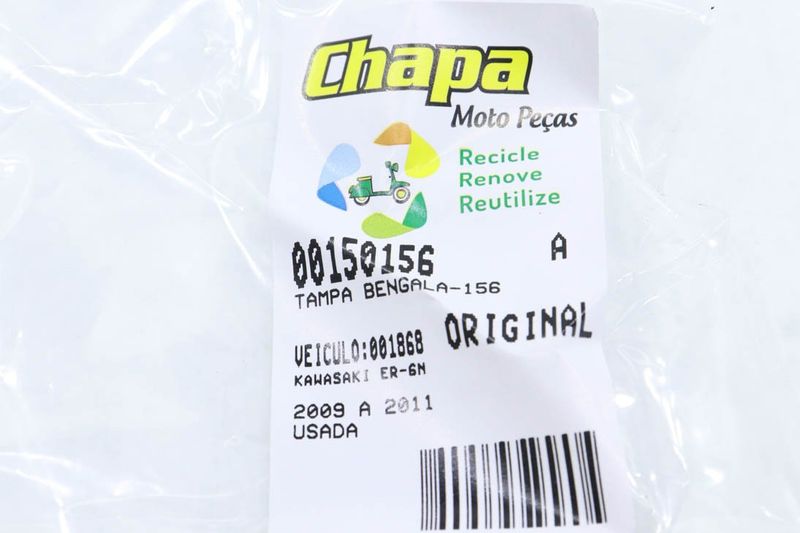 Chapa
Moto Peças
Recicle
Renove
Reutilize
00150156 A
TAMPA BENGALA-156
ORIGINAL
VEICULO:001868
KAWASAKI ER-6N
2009 A 2011
USADA